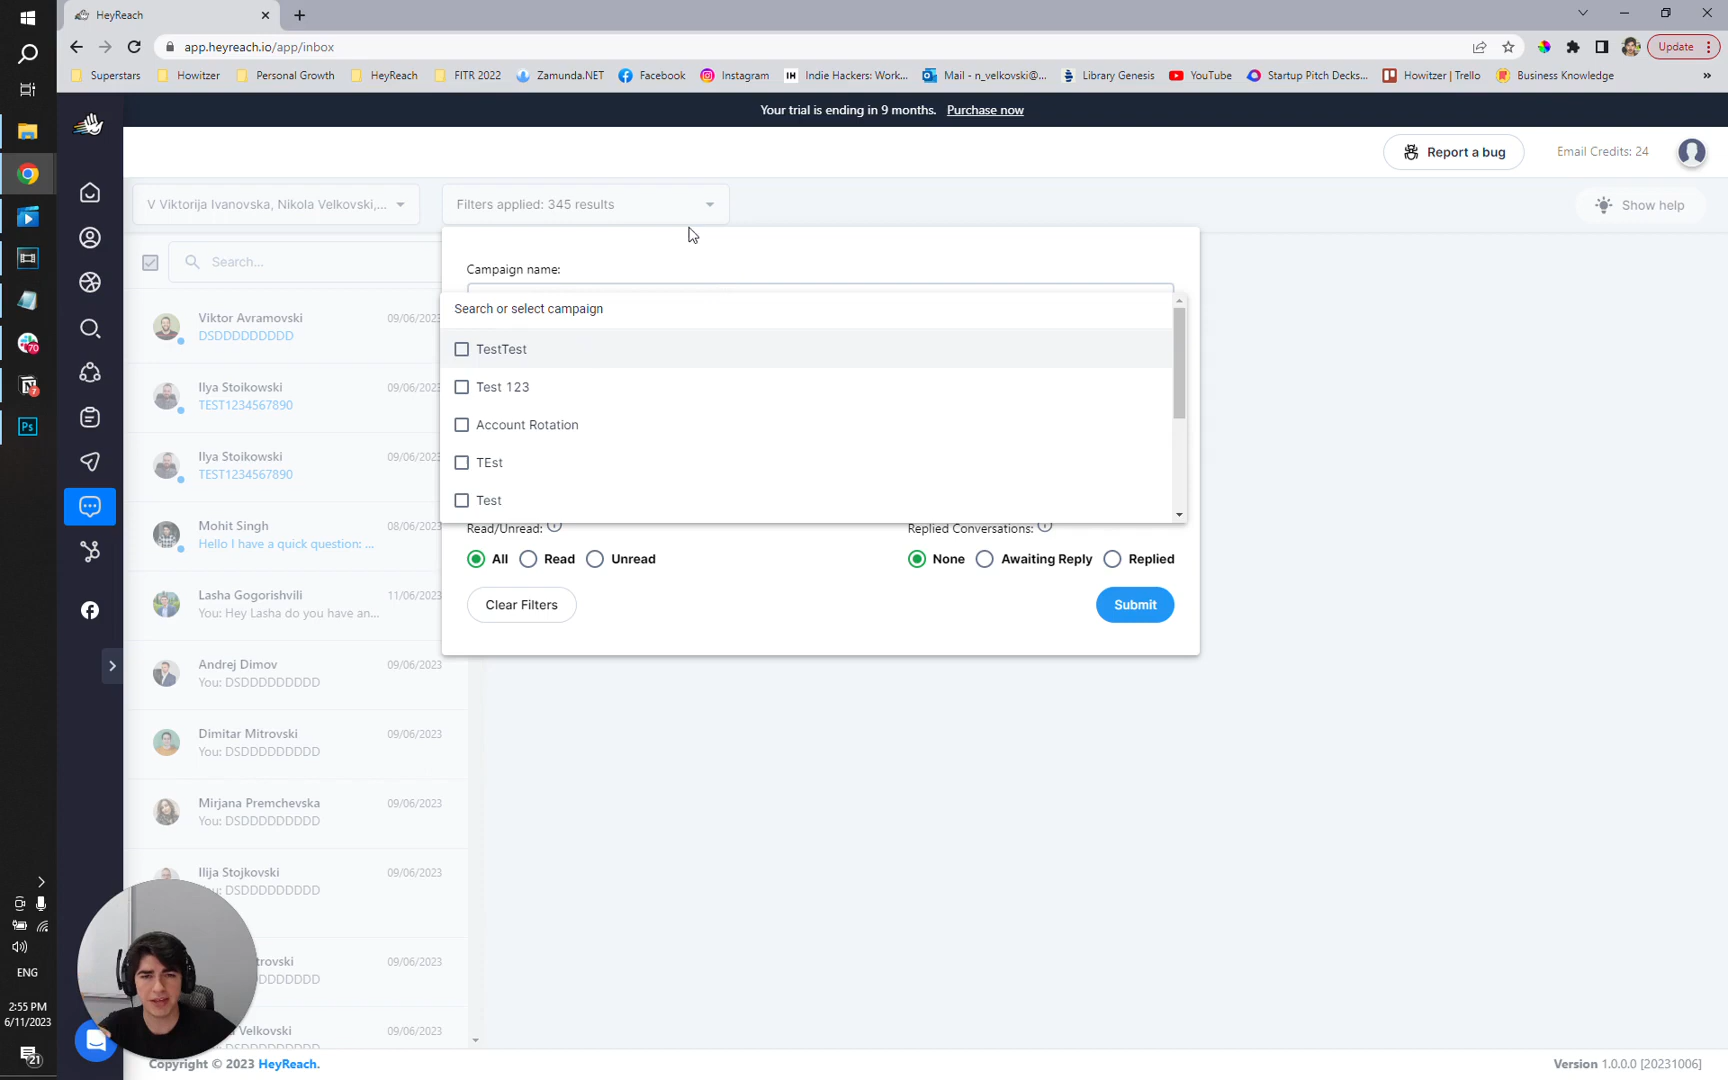 HeyReach
app.heyreach.io/app/inbox
Update
Superstars
Howitzer
Personal Growth
HeyReach
FITR 2022
Zamunda.NET
Facebook
Instagram
IH Indie Hackers: Work...
Mail - n_velkovski@...
Library Genesis
YouTube
Startup Pitch Decks...
Howitzer | Trello
Business Knowledge
»
Your trial is ending in 9 months. Purchase now
Report a bug
Email Credits: 24
V Viktorija Ivanovska, Nikola Velkovski,...
Filters applied: 345 results
Show help
Search...
Campaign name:
Search or select campaign
TestTest
Test 123
Account Rotation
TEst
Test
Read/Unread:
All
Read
Unread
Replied Conversations:
None
Awaiting Reply
Replied
Clear Filters
Submit
Viktor Avramovski
09/06/2023
DSDDDDDDDDD
Ilya Stoikowski
09/06/2023
TEST1234567890
Ilya Stoikowski
09/06/2023
TEST1234567890
Mohit Singh
08/06/2023
Hello I have a quick question: ...
Lasha Gogorishvili
11/06/2023
You: Hey Lasha do you have an...
Andrej Dimov
09/06/2023
You: DSDDDDDDDDD
Dimitar Mitrovski
09/06/2023
You: DSDDDDDDDDD
Mirjana Premchevska
09/06/2023
You: DSDDDDDDDDD
Ilija Stojkovski
09/06/2023
DSDDDDDDDDD
09/06/2023
Velkovski
09/06/2023
Ps
70
7
ENG
2:55 PM
6/11/2023
21
Copyright © 2023 HeyReach.
Version 1.0.0.0 [20231006]